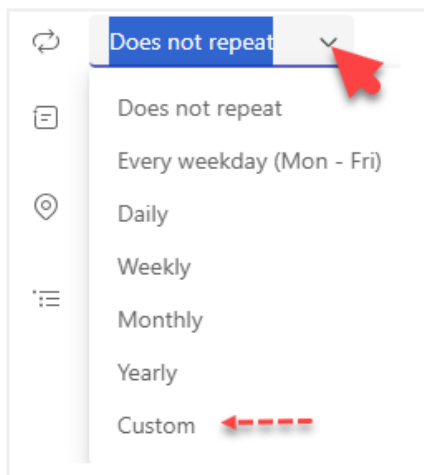 Does not repeat
Does not repeat
Every weekday (Mon - Fri)
Daily
Weekly
Monthly
Yearly
Custom